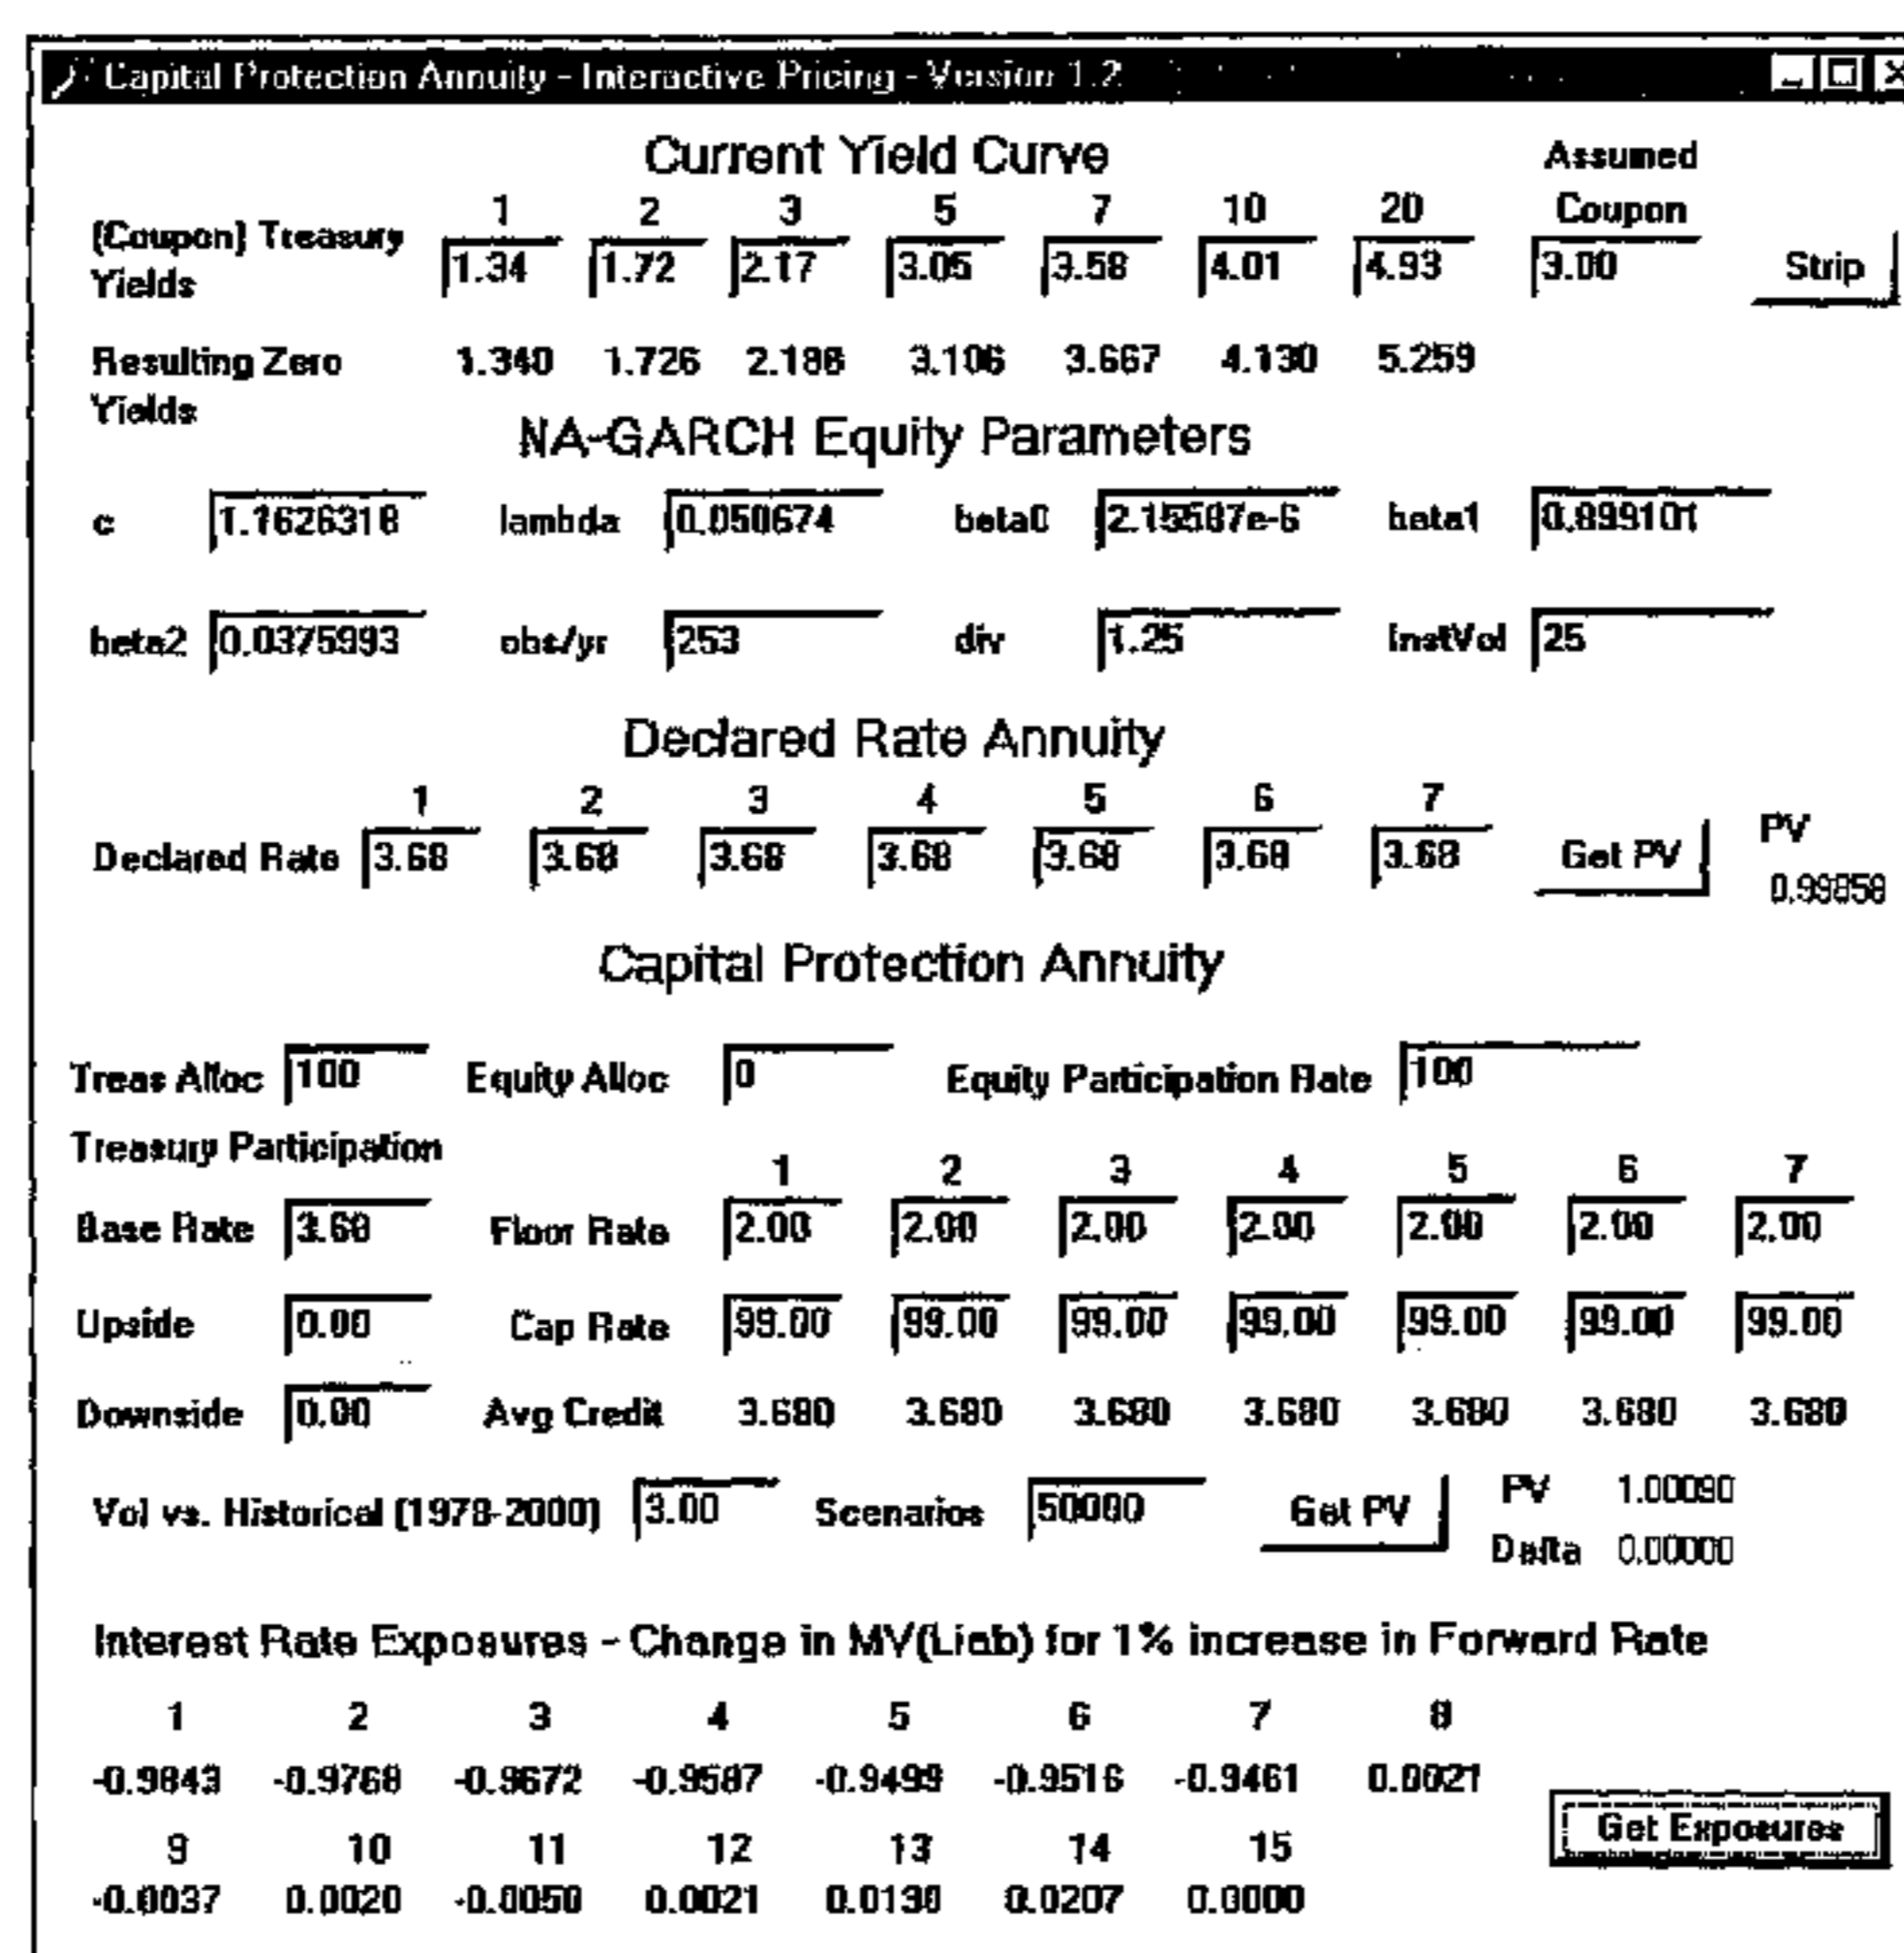 Capital Protection Annuity - Interactive Pricing - Version 1.2
Current Yield Curve
Assumed
1 2 3 5 7 10 20 Coupon
(Coupon) Treasury Yields 1.34 1.72 2.17 3.05 3.58 4.01 4.93 3.00 Strip
Resulting Zero Yields 1.340 1.726 2.186 3.106 3.667 4.130 5.259
NA-GARCH Equity Parameters
c 1.1626318 lambda 0.050674 beta0 2.15507e-6 beta1 0.899101
beta2 0.0375993 obs/yr 253 div 1.25 InstVol 25
Declared Rate Annuity
1 2 3 4 5 6 7
PV
Declared Rate 3.68 3.68 3.68 3.68 3.68 3.68 3.68 Get PV
0.99858
Capital Protection Annuity
Treas Alloc 100 Equity Alloc 0 Equity Participation Rate 100
Treasury Participation
1 2 3 4 5 6 7
Base Rate 3.68 Floor Rate 2.00 2.00 2.00 2.00 2.00 2.00 2.00
Upside 0.00 Cap Rate 99.00 99.00 99.00 99.00 99.00 99.00 99.00
Downside 0.00 Avg Credit 3.680 3.680 3.680 3.680 3.680 3.680 3.680
Vol vs. Historical (1978-2000) 3.00 Scenarios 50000 Get PV PV 1.00090
Delta 0.00000
Interest Rate Exposures - Change in MV(Liab) for 1% increase in Forward Rate
1 2 3 4 5 6 7 8
-0.9843 -0.9768 -0.9672 -0.9587 -0.9499 -0.9516 -0.9461 0.0021
Get Exposures
9 10 11 12 13 14 15
-0.0037 0.0020 -0.0050 0.0021 0.0138 0.0207 0.0000